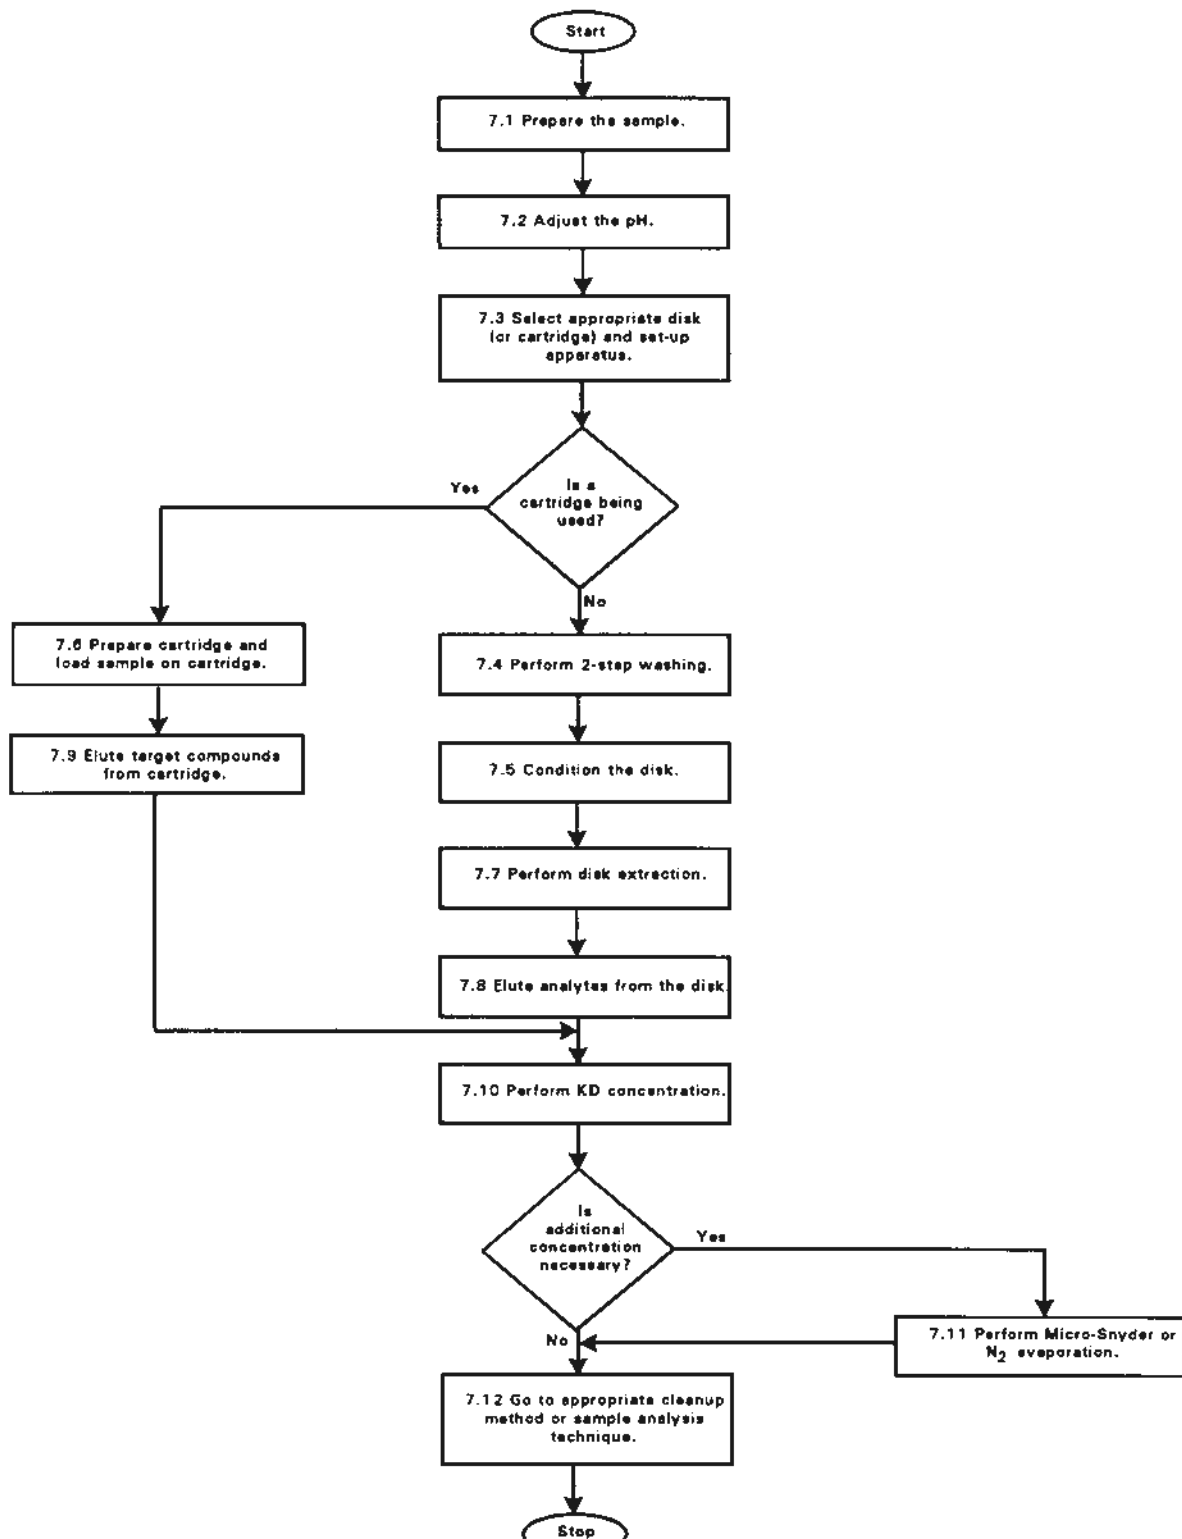 Start
7.1 Prepare the sample.
7.2 Adjust the pH.
7.3 Select appropriate disk
(or cartridge) and set-up
apparatus.
Is a
cartridge being
used?
Yes
No
7.6 Prepare cartridge and
load sample on cartridge.
7.4 Perform 2-step washing.
7.9 Elute target compounds
from cartridge.
7.5 Condition the disk.
7.7 Perform disk extraction.
7.8 Elute analytes from the disk.
7.10 Perform KD concentration.
Is
additional
concentration
necessary?
Yes
No
7.11 Perform Micro-Snyder or
N2 evaporation.
7.12 Go to appropriate cleanup
method or sample analysis
technique.
Stop